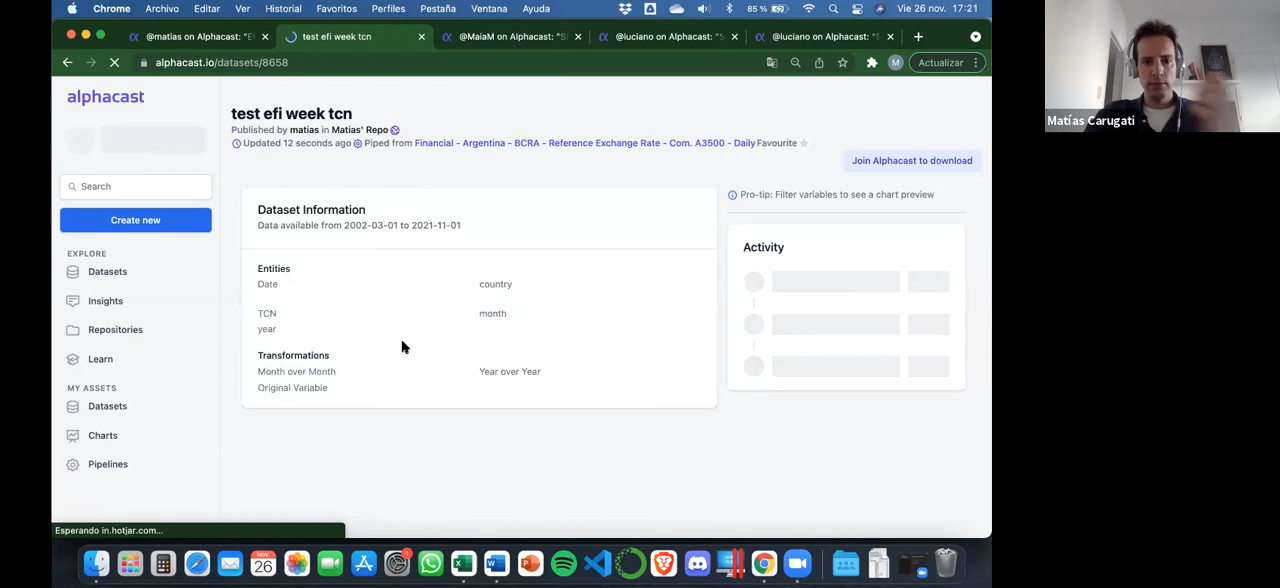 Chrome Archivo Editar Ver Historial Favoritos Perfiles Pestaña Ventana Ayuda 85 % Vie 26 nov. 17:21
@matias on Alphacast: "El test efi week tcn @MaiaM on Alphacast: "S @luciano on Alphacast: "S @luciano on Alphacast: "S
alphacast.io/datasets/8658 M Actualizar
alphacast
test efi week tcn
Published by matias in Matias' Repo
Updated 12 seconds ago Piped from Financial - Argentina - BCRA - Reference Exchange Rate - Com. A3500 - Daily Favourite
Join Alphacast to download
Search
Create new
EXPLORE
Datasets
Insights
Repositories
Learn
MY ASSETS
Datasets
Charts
Pipelines
Dataset Information
Data available from 2002-03-01 to 2021-11-01
Entities
Date country
TCN month
year
Transformations
Month over Month Year over Year
Original Variable
Pro-tip: Filter variables to see a chart preview
Activity
Esperando in.hotjar.com...
NOV.
26
1
Matías Carugati